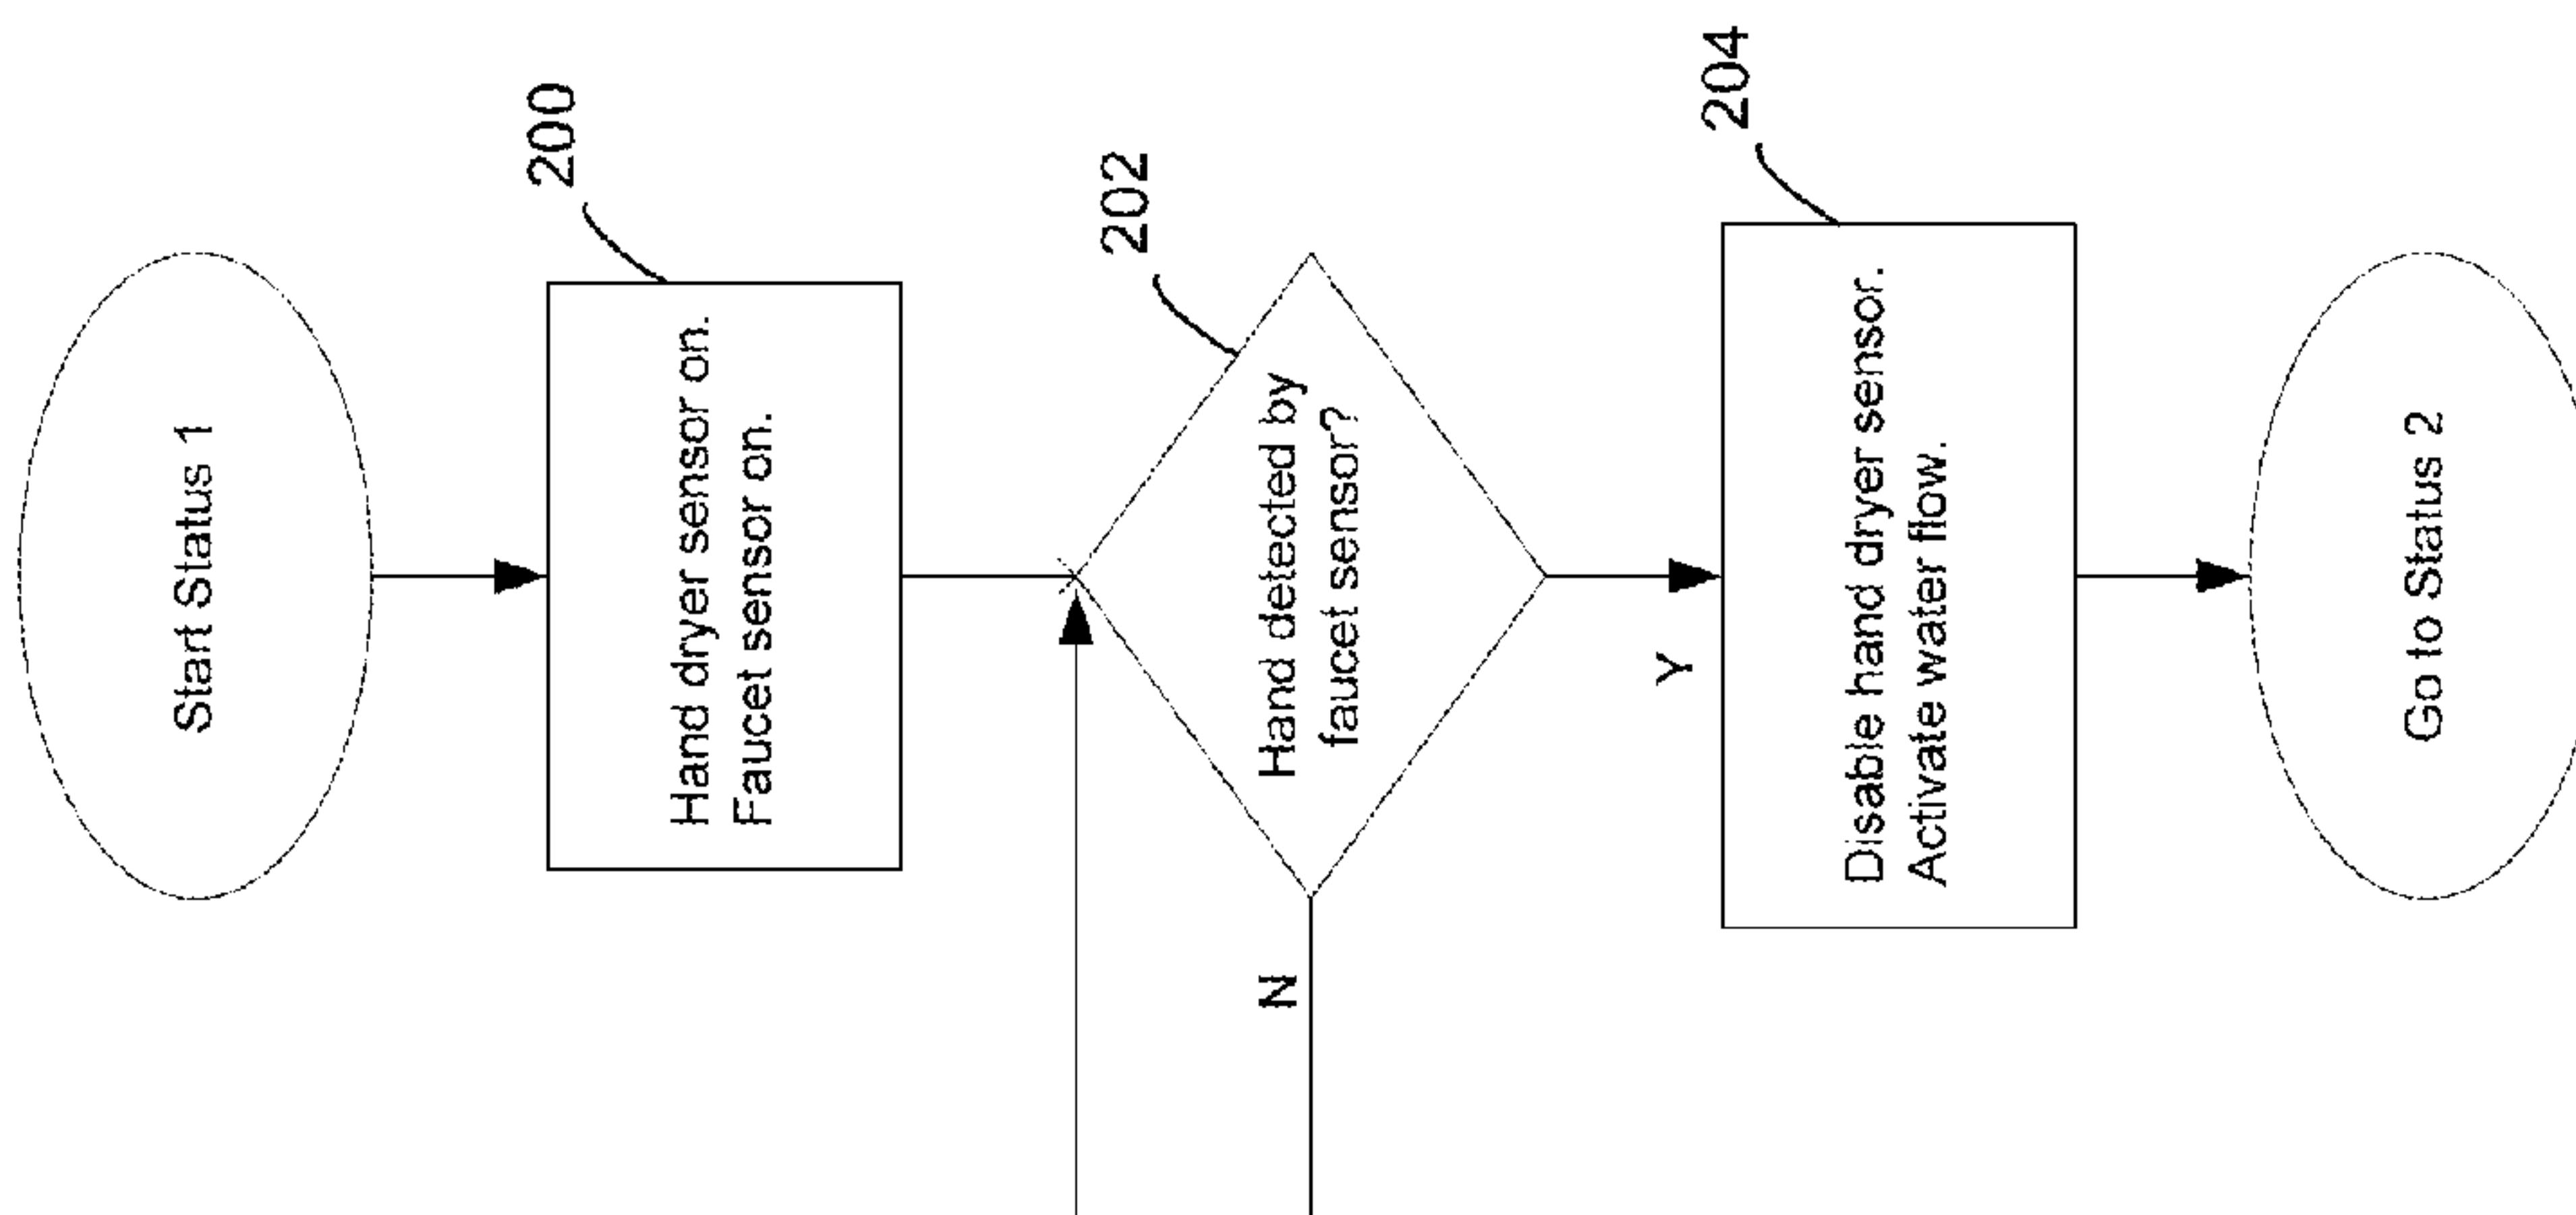 Start Status 1
200
Hand dryer sensor on.
Faucet sensor on.
202
Hand detected by
faucet sensor?
N
Y
204
Disable hand dryer sensor.
Activate water flow.
Go to Status 2